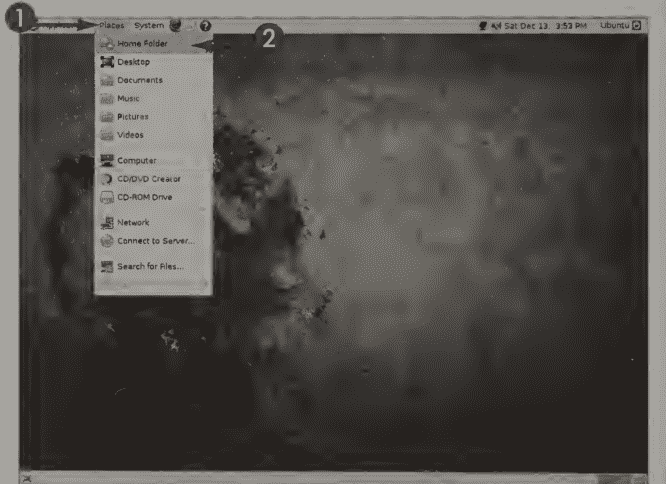 1
Places System ?
Sat Dec 13, 3:53 PM Ubuntu
2
Home Folder
Desktop
Documents
Music
Pictures
Videos
Computer
CD/DVD Creator
CD-ROM Drive
Network
Connect to Server...
Search for Files...